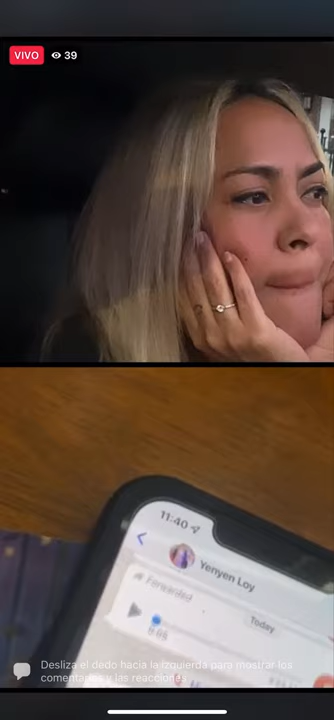 VIVO 39
11:40
Yenyen Loy
Forwarded
Today
Desliza el dedo hacia la izquierda para mostrar los
comentarios y las reacciones